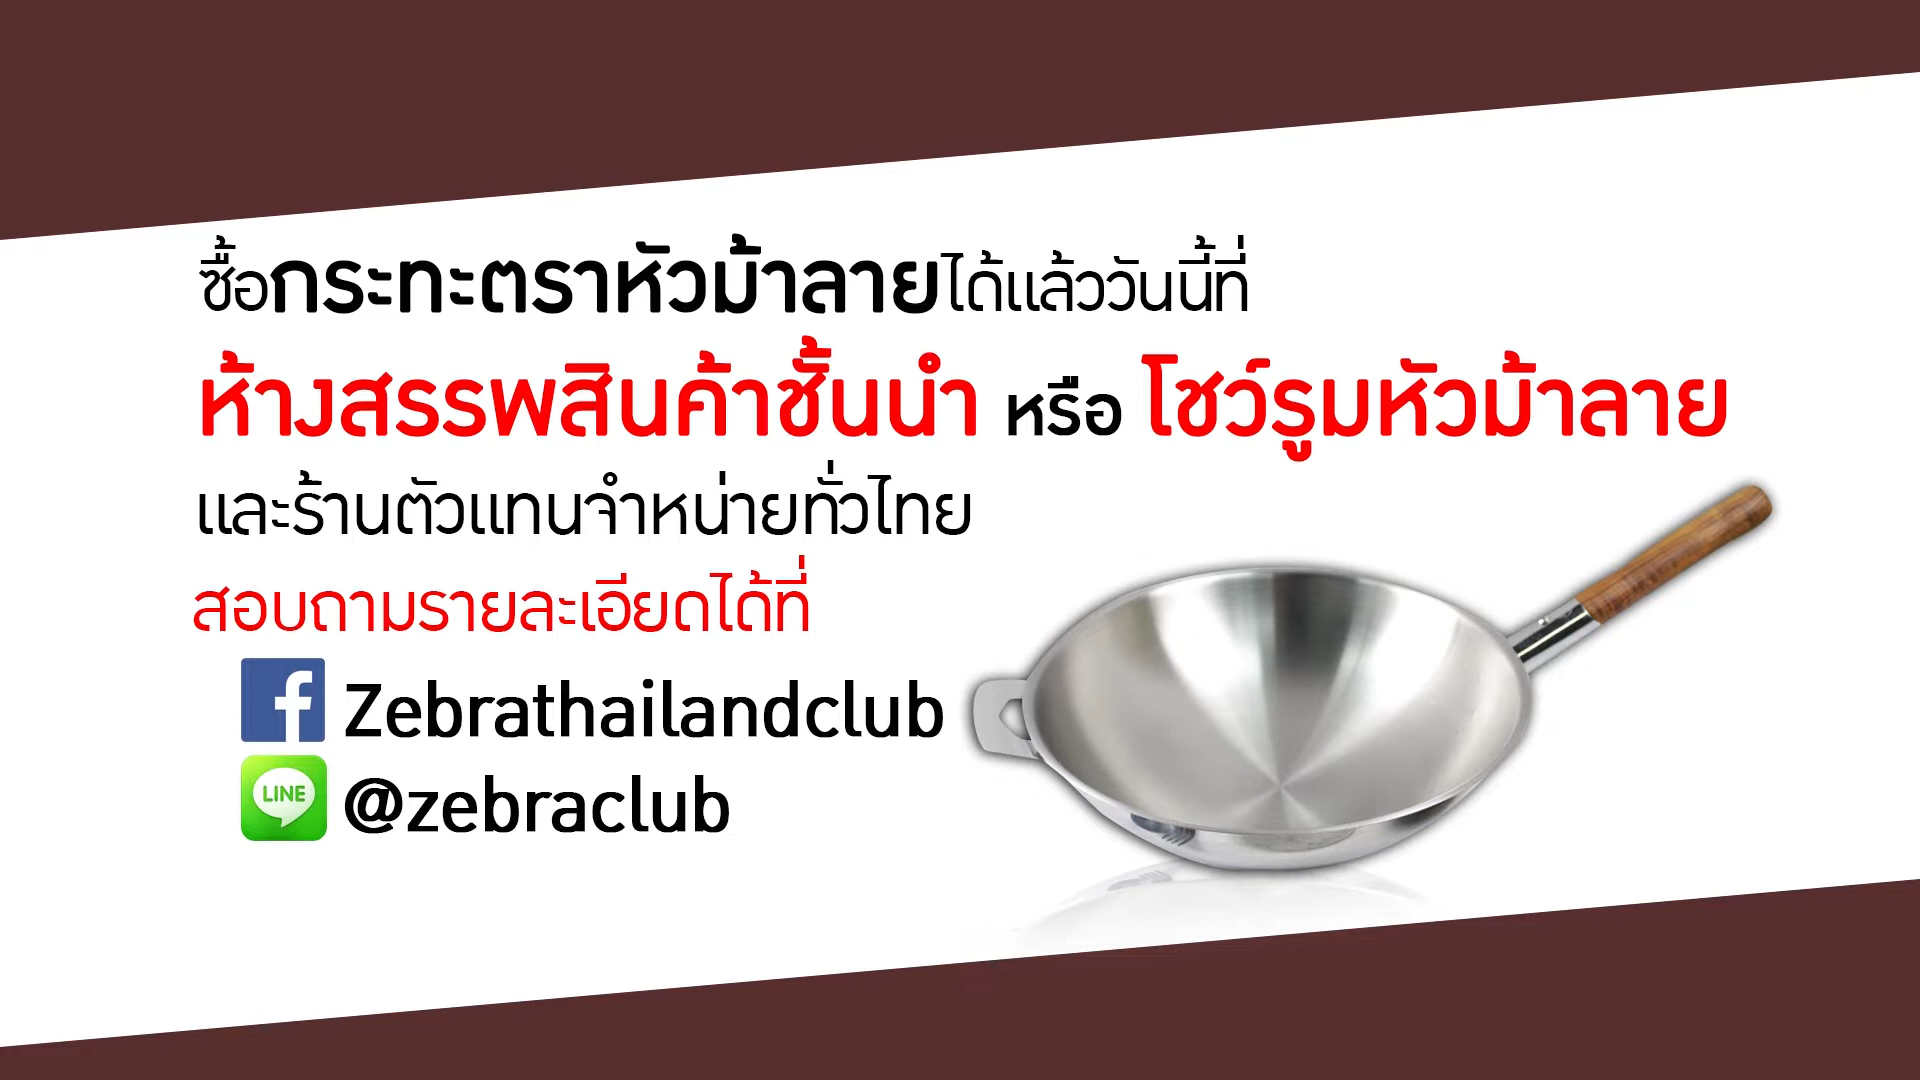 ซื้อกระทะตราหัวม้าลายได้แล้ววันนี้ที่
ห้างสรรพสินค้าชั้นนำ หรือ โชว์รูมหัวม้าลาย
และร้านตัวแทนจำหน่ายทั่วไทย
สอบถามรายละเอียดได้ที่
f Zebrathailandclub
LINE @zebraclub